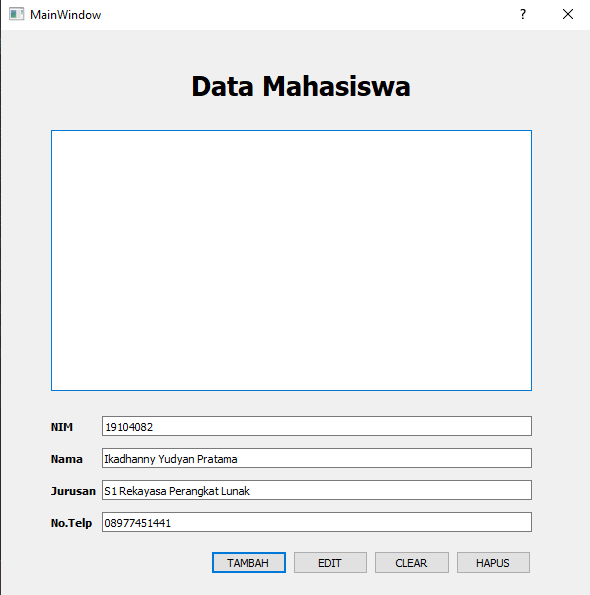 MainWindow
Data Mahasiswa
NIM 19104082
Nama Ikadhanny Yudyan Pratama
Jurusan S1 Rekayasa Perangkat Lunak
No.Telp 08977451441
TAMBAH EDIT CLEAR HAPUS